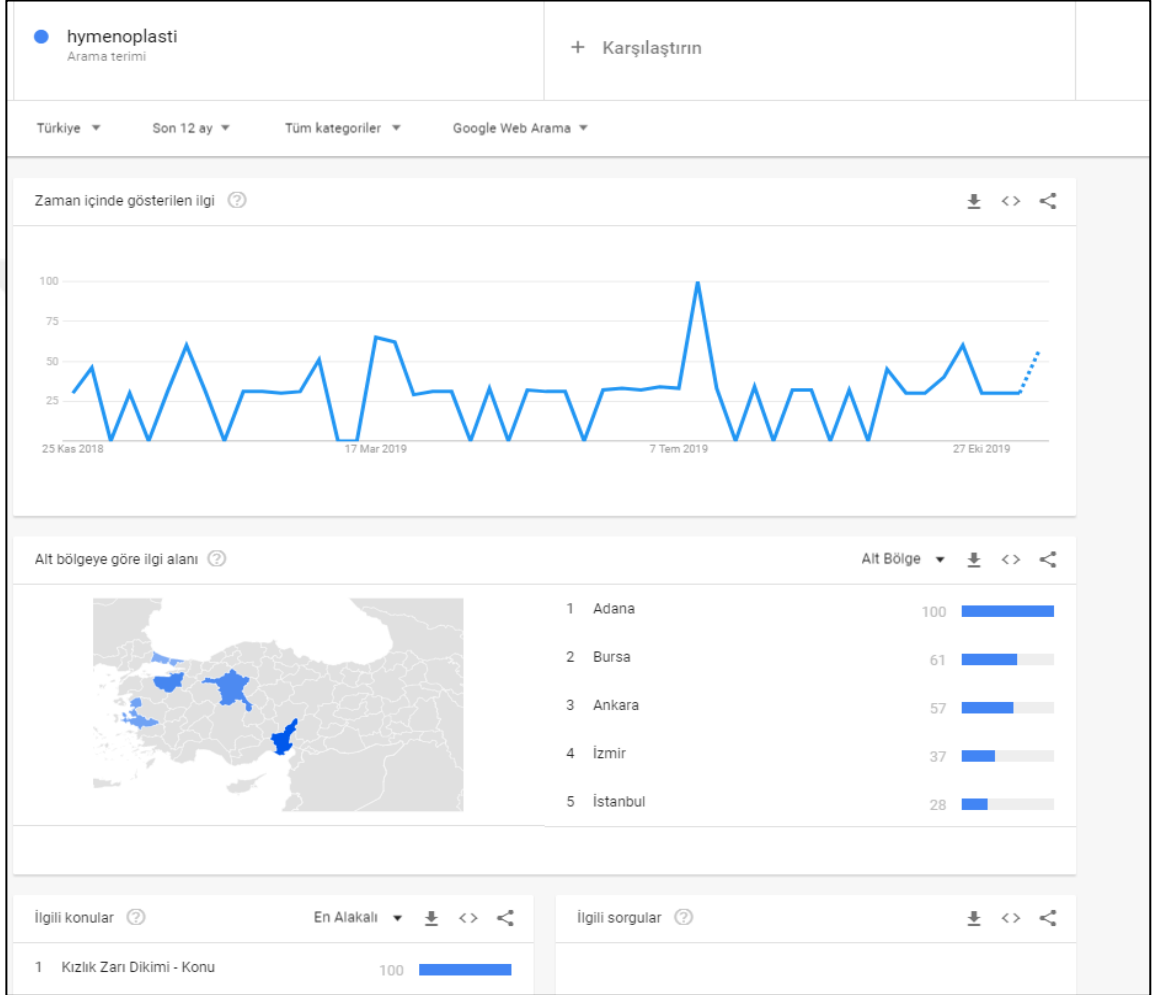 hymenoplasti
Arama terimi
+ Karşılaştırın
Türkiye Son 12 ay Tüm kategoriler Google Web Arama
Zaman içinde gösterilen ilgi
100
75
50
25
25 Kas 2018 17 Mar 2019 7 Tem 2019 27 Eki 2019
Alt bölgeye göre ilgi alanı Alt Bölge
1 Adana 100
2 Bursa 61
3 Ankara 57
4 İzmir 37
5 İstanbul 28
İlgili konular En Alakalı
1 Kızlık Zarı Dikimi - Konu 100
İlgili sorgular